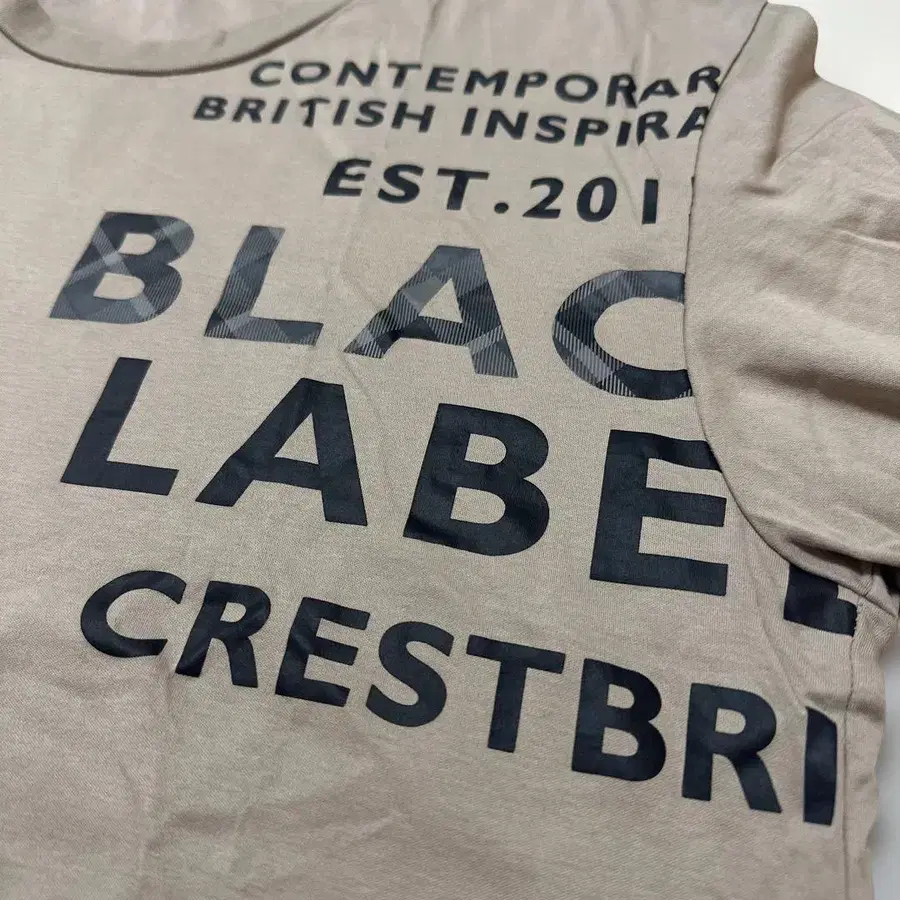 CONTEMPORAR
BRITISH INSPIRA
EST.201
BLAC
LABEL
CRESTBRI